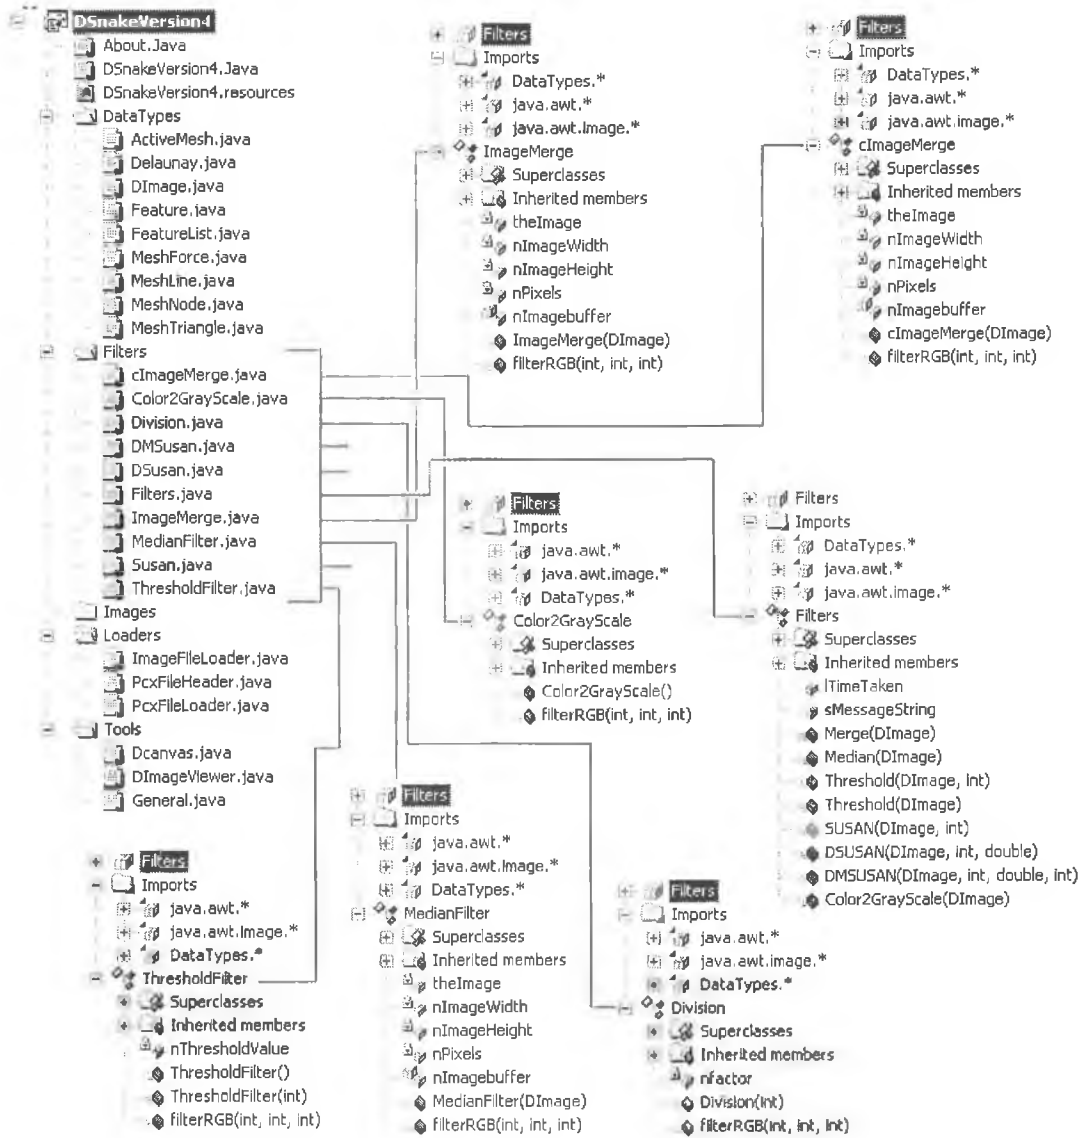 DSnakeVersion4
About.Java
DSnakeVersion4.Java
DSnakeVersion4.resources
DataTypes
ActiveMesh.java
Delaunay.java
DImage.java
Feature.java
FeatureList.java
MeshForce.java
MeshLine.java
MeshNode.java
MeshTriangle.java
Filters
cImageMerge.java
Color2GrayScale.java
Division.java
DMSusan.java
DSusan.java
Filters.java
ImageMerge.java
MedianFilter.java
Susan.java
ThresholdFilter.java
Images
Loaders
ImageFileLoader.java
PcxFileHeader.java
PcxFileLoader.java
Tools
Dcanvas.java
DImageViewer.java
General.java
Filters
Imports
DataTypes.*
java.awt.*
java.awt.Image.*
ImageMerge
Superclasses
Inherited members
theImage
nImageWidth
nImageHeight
nPixels
nImagebuffer
ImageMerge(DImage)
filterRGB(int, int, int)
Filters
Imports
DataTypes.*
java.awt.*
java.awt.image.*
cImageMerge
Superclasses
Inherited members
theImage
nImageWidth
nImageHeight
nPixels
nImagebuffer
cImageMerge(DImage)
filterRGB(int, int, int)
Filters
Imports
java.awt.*
java.awt.image.*
DataTypes.*
Color2GrayScale
Superclasses
Inherited members
Color2GrayScale()
filterRGB(int, int, int)
Filters
Imports
DataTypes.*
java.awt.*
java.awt.image.*
Filters
Superclasses
Inherited members
lTimeTaken
sMessageString
Merge(DImage)
Median(DImage)
Threshold(DImage, int)
Threshold(DImage)
SUSAN(DImage, int)
DSUSAN(DImage, int, double)
DMSUSAN(DImage, int, double, int)
Color2GrayScale(DImage)
Filters
Imports
java.awt.*
java.awt.Image.*
DataTypes.*
ThresholdFilter
Superclasses
Inherited members
nThresholdValue
ThresholdFilter()
ThresholdFilter(int)
filterRGB(int, int, int)
Filters
Imports
java.awt.*
java.awt.Image.*
DataTypes.*
MedianFilter
Superclasses
Inherited members
theImage
nImageWidth
nImageHeight
nPixels
nImagebuffer
MedianFilter(DImage)
filterRGB(int, int, int)
Filters
Imports
java.awt.*
java.awt.image.*
DataTypes.*
Division
Superclasses
Inherited members
nfactor
Division(int)
filterRGB(int, int, int)